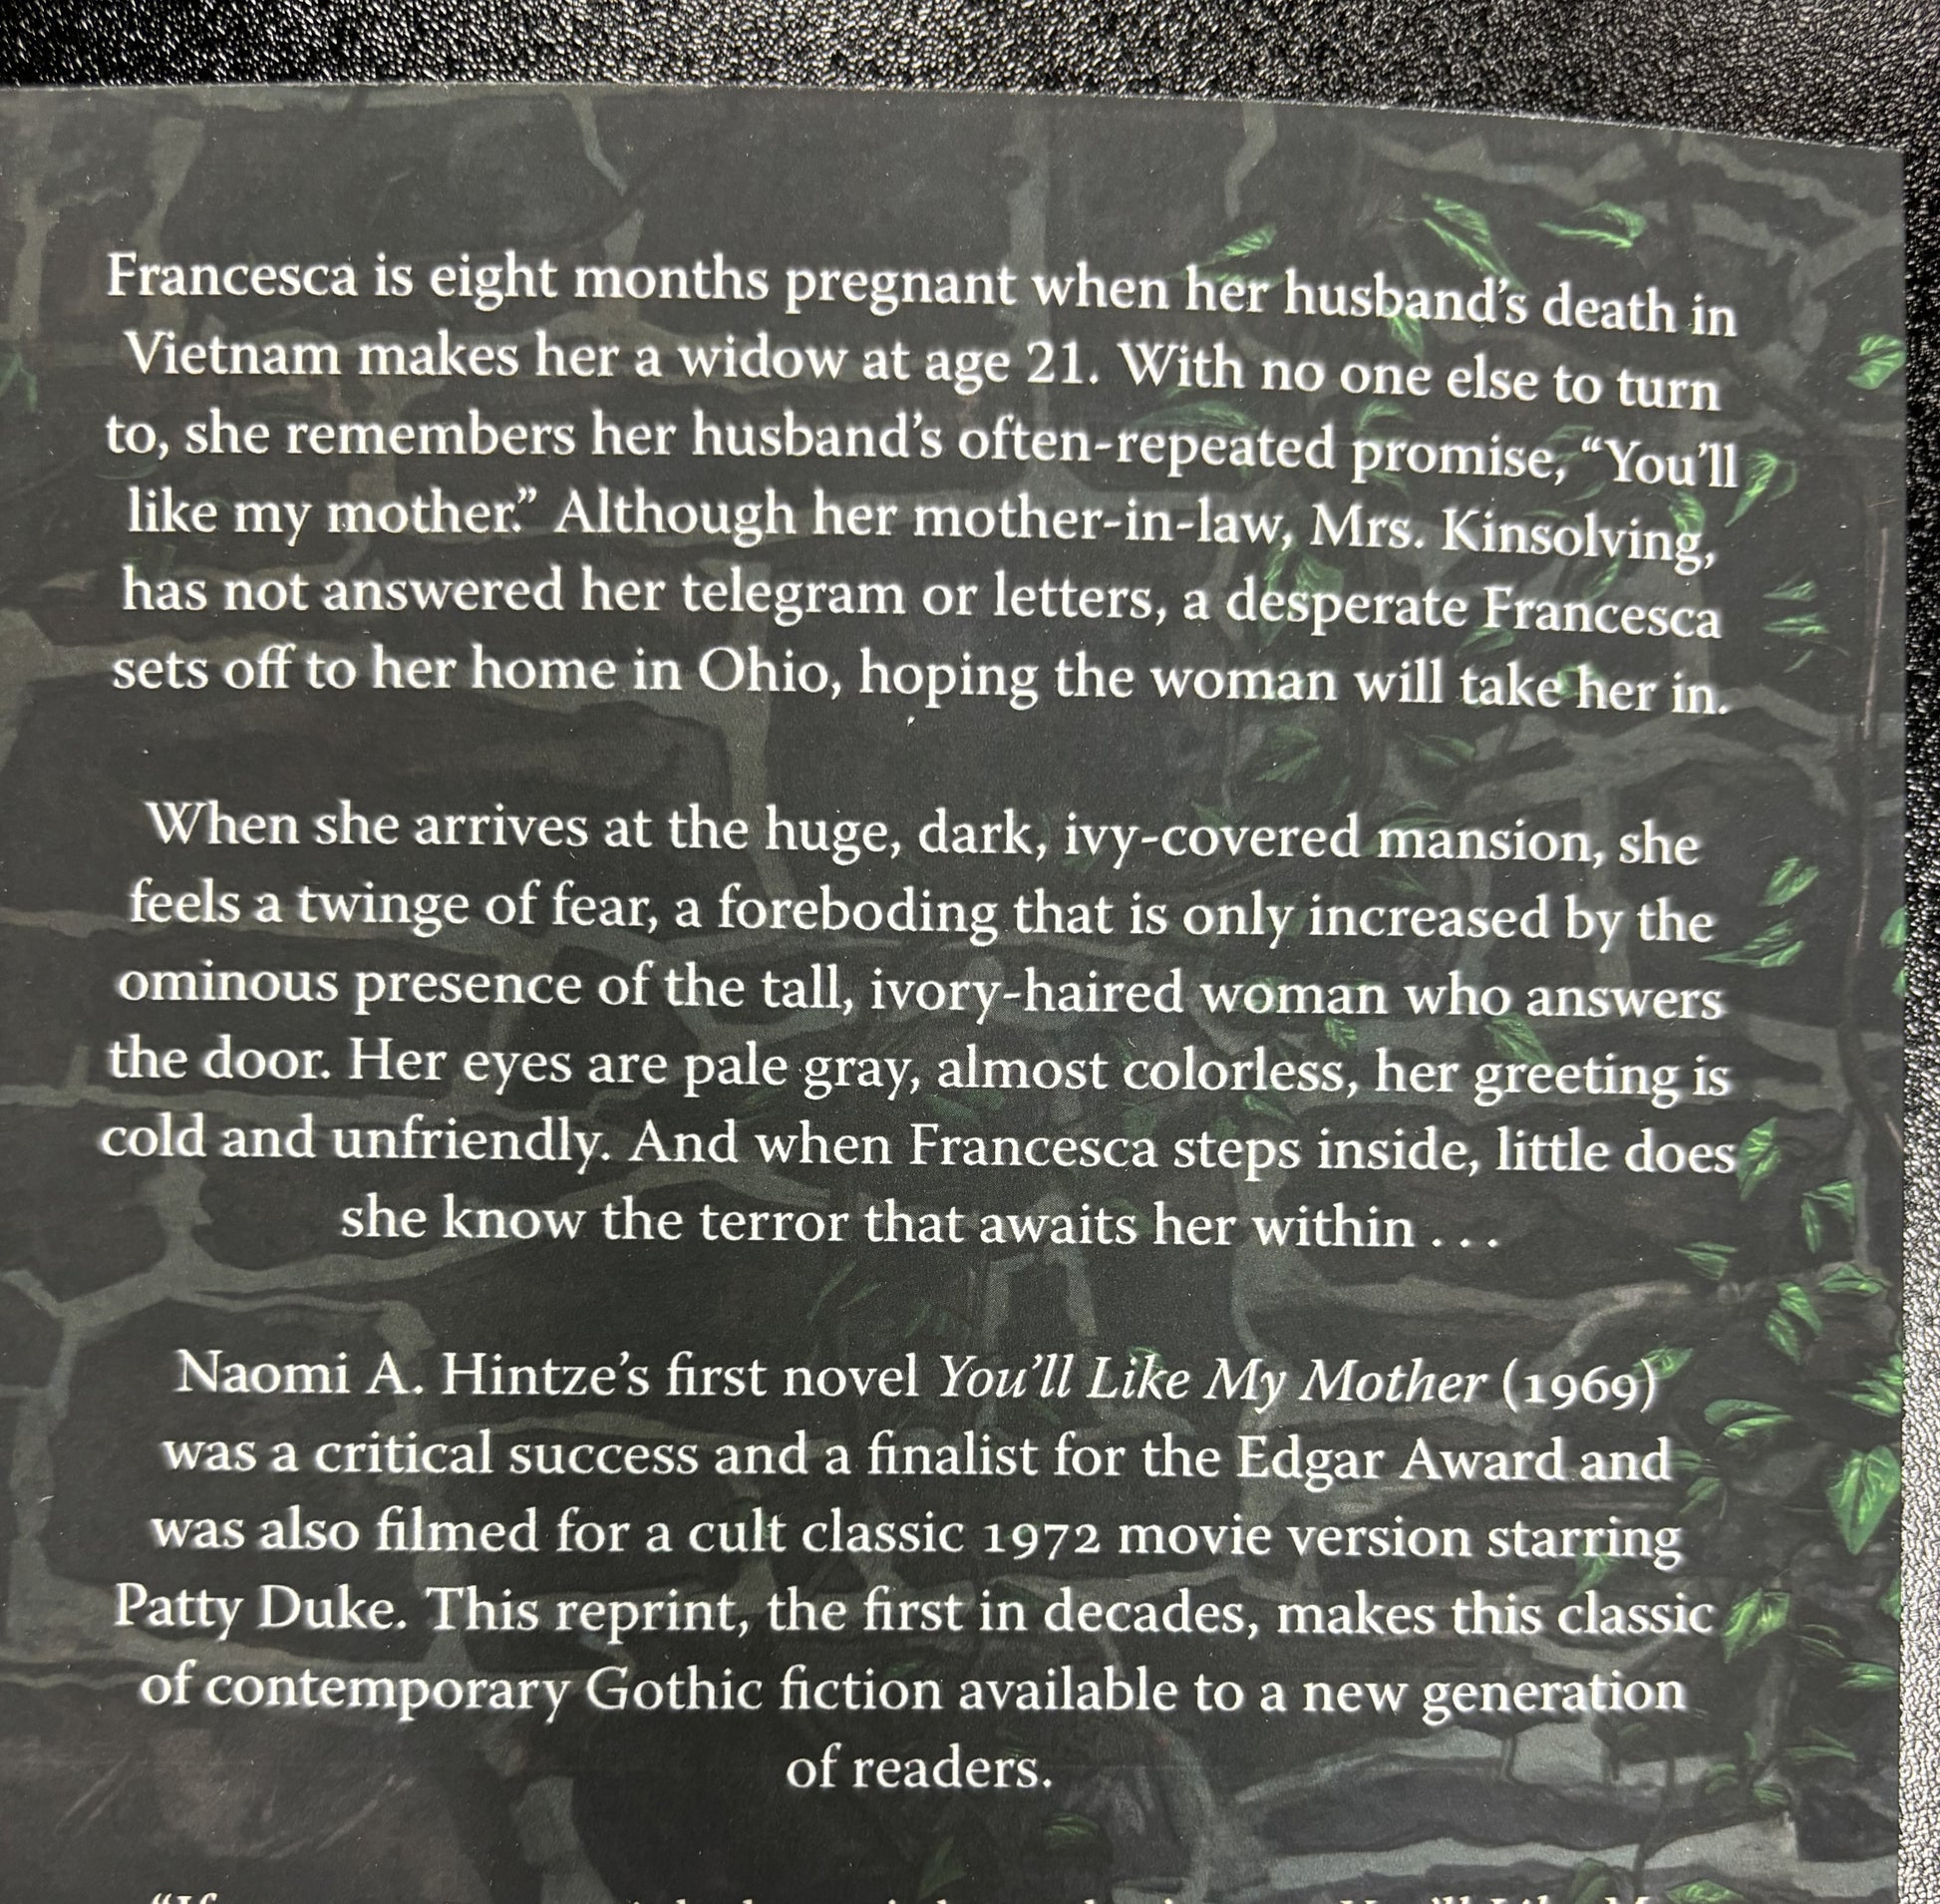 Francesca is eight months pregnant when her husband’s death in
Vietnam makes her a widow at age 21. With no one else to turn
to, she remembers her husband’s often-repeated promise, “You’ll
like my mother.” Although her mother-in-law, Mrs. Kinsolving,
has not answered her telegram or letters, a desperate Francesca
sets off to her home in Ohio, hoping the woman will take her in.
When she arrives at the huge, dark, ivy-covered mansion, she
feels a twinge of fear, a foreboding that is only increased by the
ominous presence of the tall, ivory-haired woman who answers
the door. Her eyes are pale gray, almost colorless, her greeting is
cold and unfriendly. And when Francesca steps inside, little does
she know the terror that awaits her within . . .
Naomi A. Hintze’s first novel You’ll Like My Mother (1969)
was a critical success and a finalist for the Edgar Award and
was also filmed for a cult classic 1972 movie version starring
Patty Duke. This reprint, the first in decades, makes this classic
of contemporary Gothic fiction available to a new generation
of readers.
“If